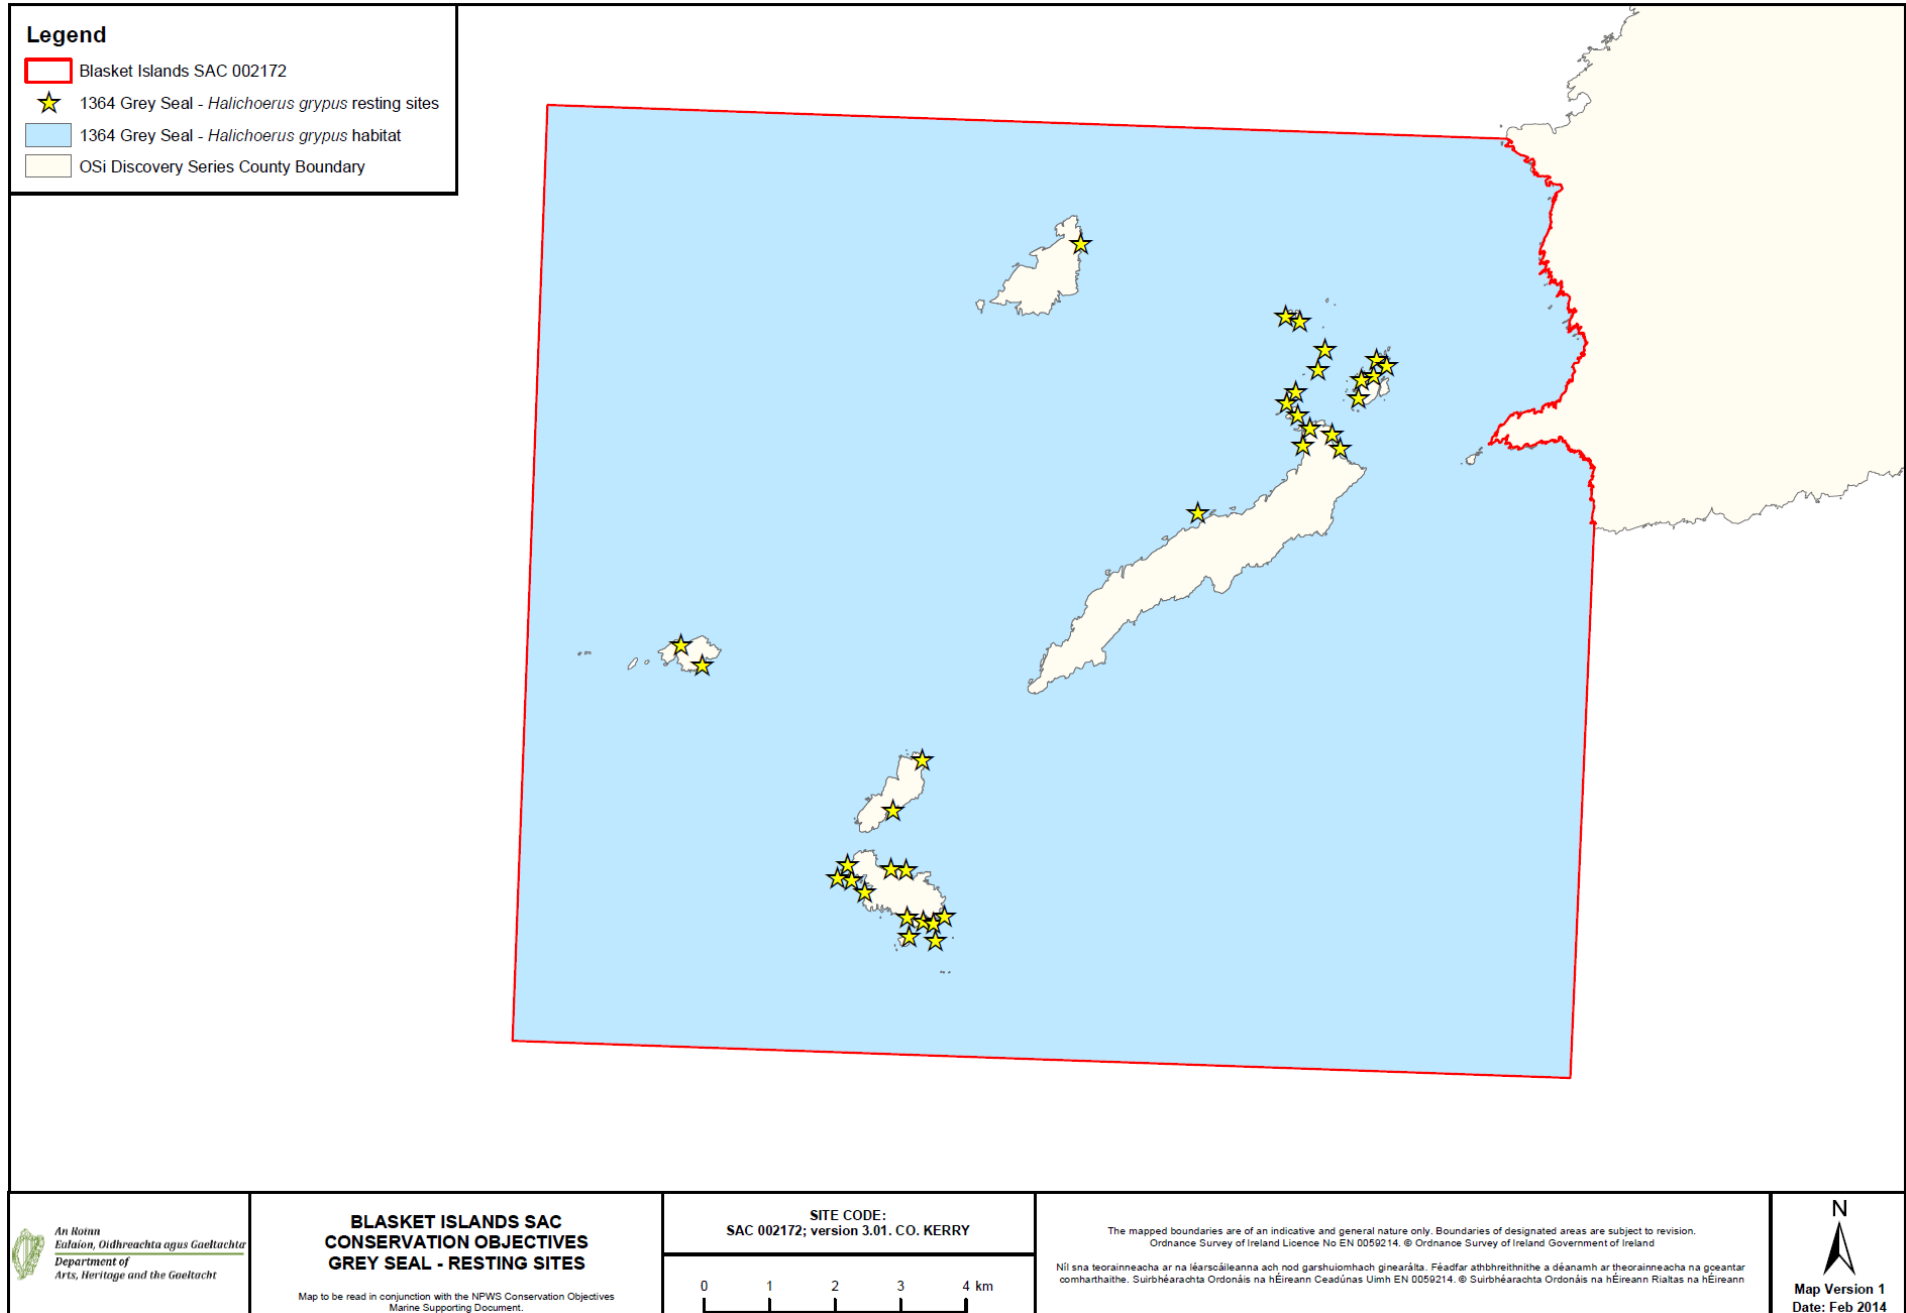 Legend
Blasket Islands SAC 002172
1364 Grey Seal - Halichoerus grypus resting sites
1364 Grey Seal - Halichoerus grypus habitat
OSi Discovery Series County Boundary
An Roinn
Ealaíon, Oidhreachta agus Gaeltachta
Department of
Arts, Heritage and the Gaeltacht
BLASKET ISLANDS SAC
CONSERVATION OBJECTIVES
GREY SEAL - RESTING SITES
Map to be read in conjunction with the NPWS Conservation Objectives
Marine Supporting Document.
SITE CODE:
SAC 002172; version 3.01. CO. KERRY
0 1 2 3 4 km
The mapped boundaries are of an indicative and general nature only. Boundaries of designated areas are subject to revision.
Ordnance Survey of Ireland Licence No EN 0059214. © Ordnance Survey of Ireland Government of Ireland
Níl sna teorainneacha ar na léarscáileanna ach nod garshuiomhach ginearálta. Féadfar athbhreithnithe a déanamh ar theorainneacha na gceantar
comharthaithe. Suirbhéarachta Ordonáis na hÉireann Ceadúnas Uimh EN 0059214. © Suirbhéarachta Ordonáis na hÉireann Rialtas na hÉireann
N
Map Version 1
Date: Feb 2014